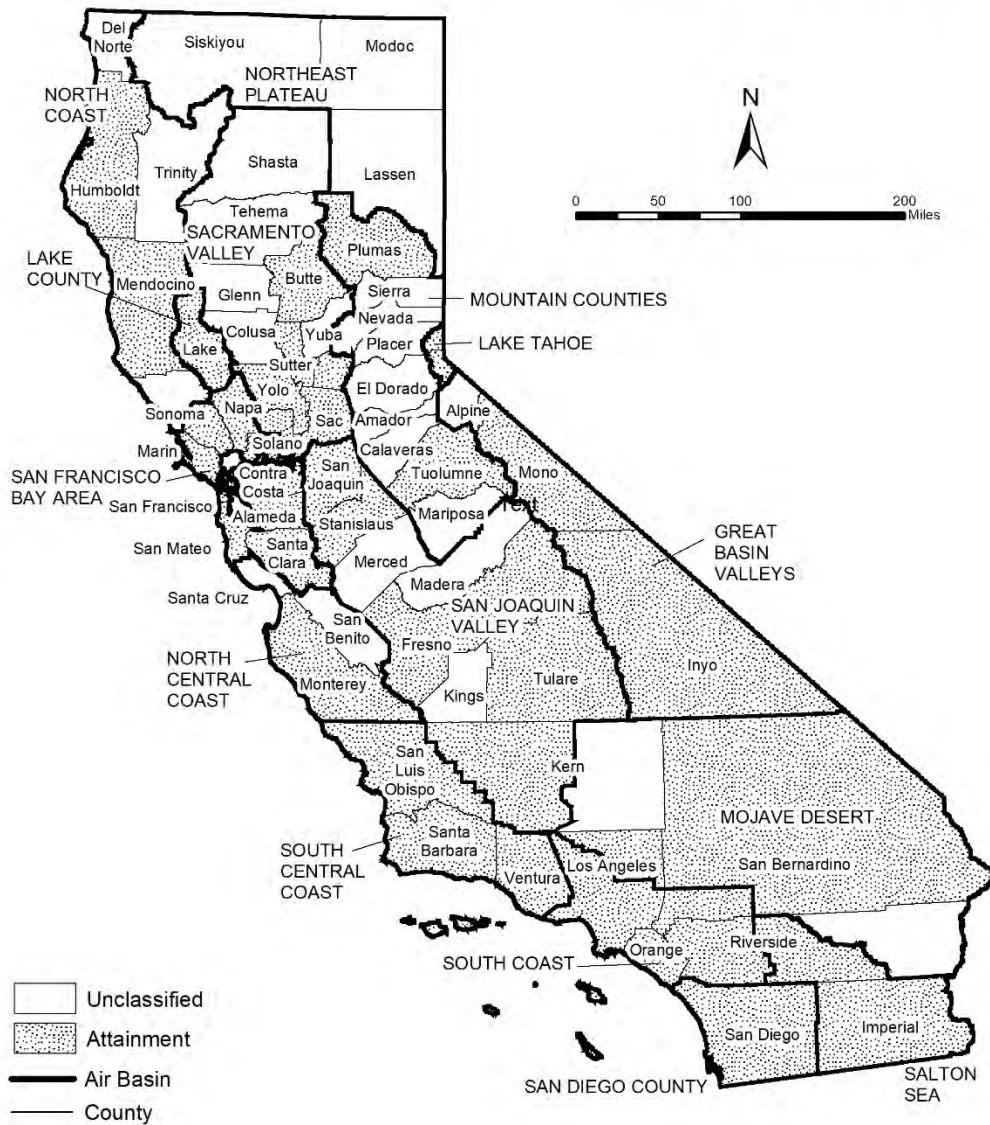 Del
Norte
Siskiyou
Modoc
NORTHEAST
PLATEAU
NORTH
COAST
N
Shasta
Trinity
Lassen
Humboldt
0 50 100 200
Miles
Tehema
SACRAMENTO
VALLEY
Plumas
LAKE
COUNTY
Mendocino
Butte
Glenn
Sierra
MOUNTAIN COUNTIES
Nevada
Colusa
Yuba
Placer
LAKE TAHOE
Lake
Sutter
Yolo
El Dorado
Napa
Sonoma
Sac
Amador
Alpine
Solano
Calaveras
Marin
Mono
SAN FRANCISCO
BAY AREA
Contra
Costa
San
Joaquin
Tuolumne
San Francisco
Text
Alameda
Stanislaus
Mariposa
GREAT
BASIN
VALLEYS
San Mateo
Santa
Clara
Merced
Madera
Santa Cruz
SAN JOAQUIN
VALLEY
San
Benito
Fresno
NORTH
CENTRAL
COAST
Inyo
Monterey
Kings
Tulare
San
Luis
Obispo
Kern
MOJAVE DESERT
SOUTH
CENTRAL
COAST
Santa
Barbara
Los Angeles
San Bernardino
Ventura
Orange
Riverside
SOUTH COAST
Unclassified
Attainment
Air Basin
County
San Diego
Imperial
SAN DIEGO COUNTY
SALTON
SEA